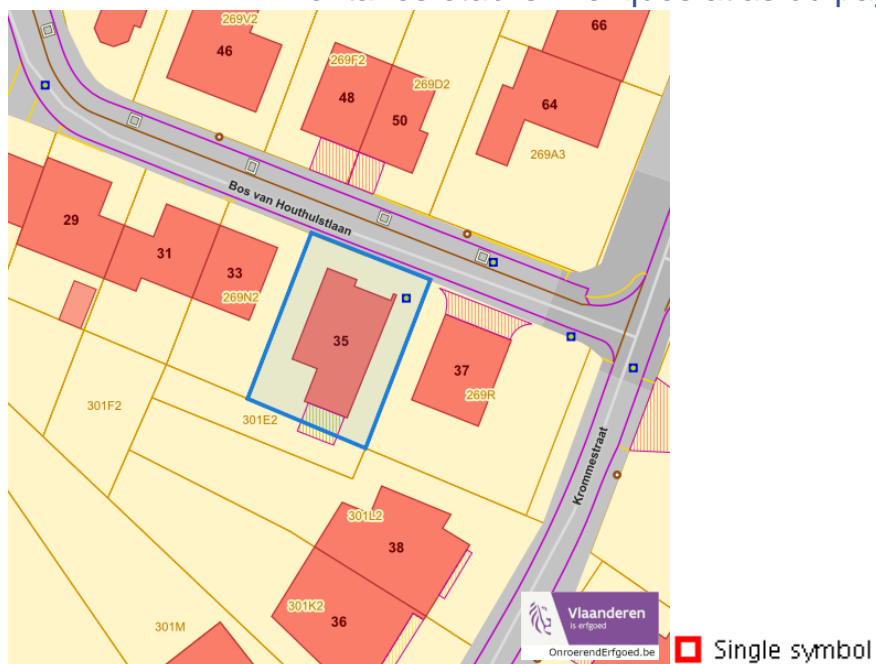 269V2
46
66
269F2
48
269D2
50
64
269A3
Bos van Houthulstlaan
29
31
33
269N2
35
37
269R
301F2
301E2
Krommestraat
301L2
38
301K2
36
301M
Vlaanderen
is erfgoed
OnroerendErfgoed.be
Single symbol